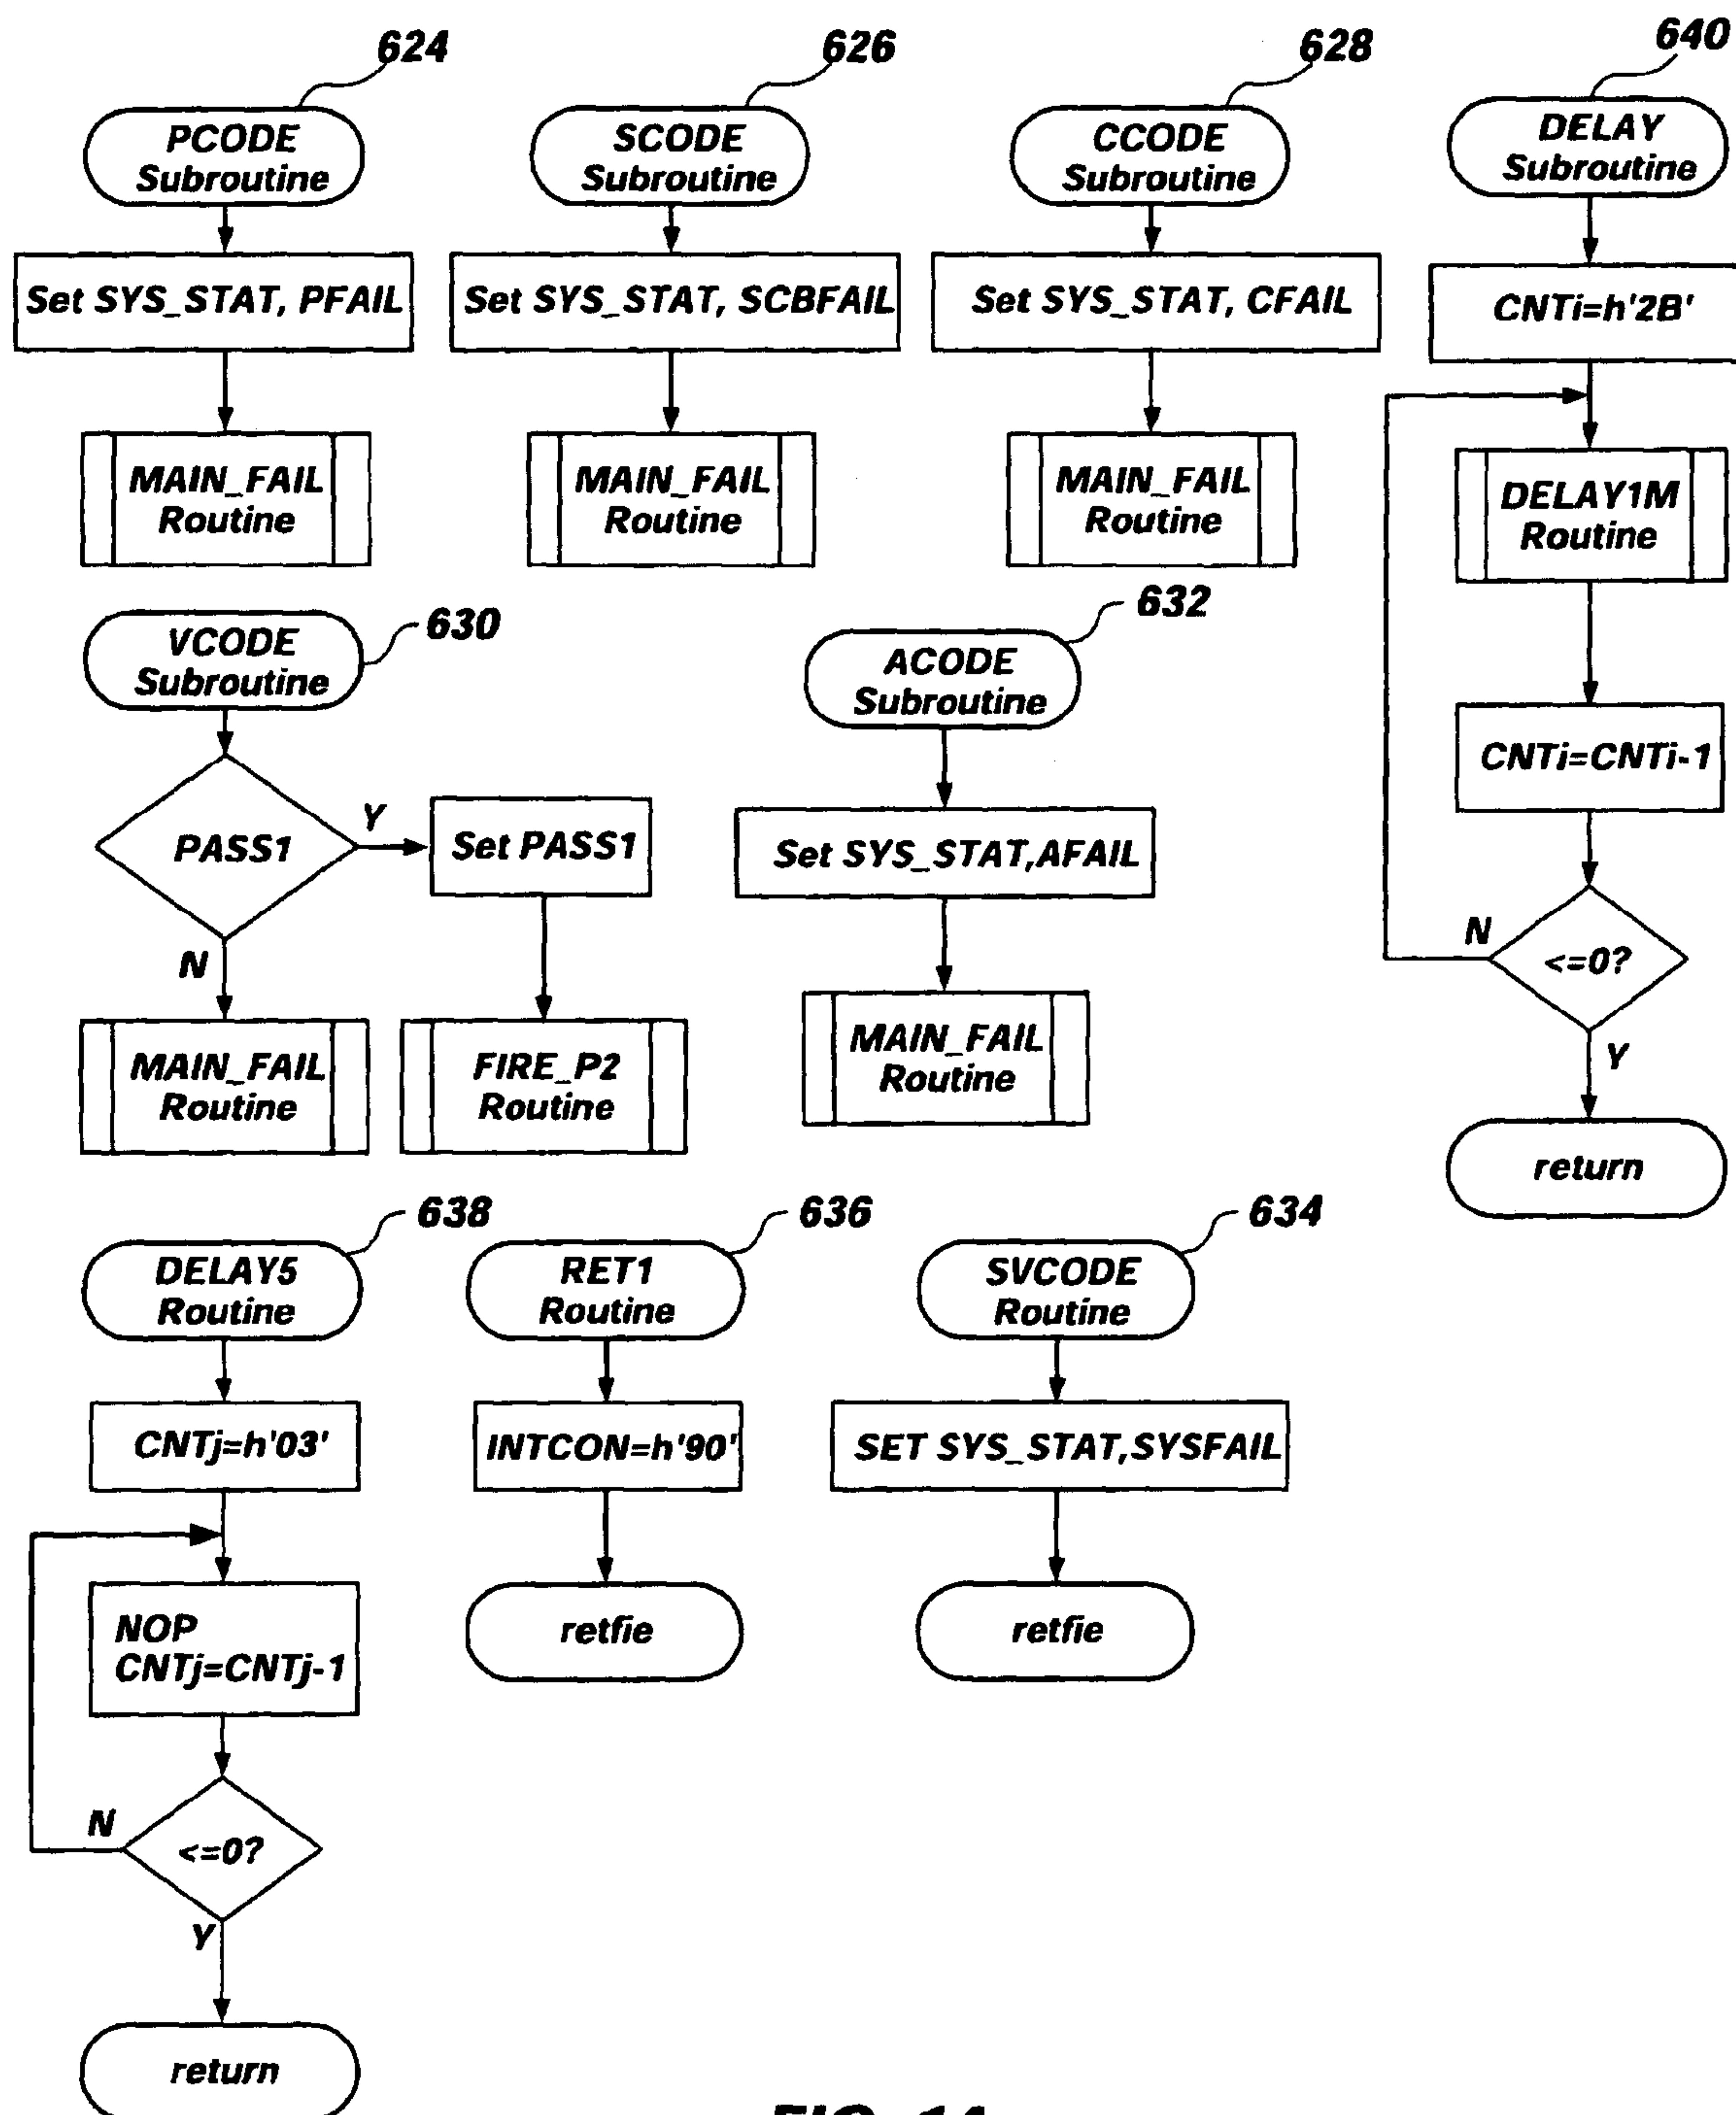 624
PCODE
Subroutine
Set SYS_STAT, PFAIL
MAIN_FAIL
Routine
626
SCODE
Subroutine
Set SYS_STAT, SCBFAIL
MAIN_FAIL
Routine
628
CCODE
Subroutine
Set SYS_STAT, CFAIL
MAIN_FAIL
Routine
640
DELAY
Subroutine
CNTi=h'2B'
DELAY1M
Routine
CNTi=CNTi-1
<=0?
N
Y
return
630
VCODE
Subroutine
PASS1
Y
Set PASS1
N
MAIN_FAIL
Routine
FIRE_P2
Routine
632
ACODE
Subroutine
Set SYS_STAT,AFAIL
MAIN_FAIL
Routine
638
DELAY5
Routine
CNTj=h'03'
NOP
CNTj=CNTj-1
<=0?
N
Y
return
636
RET1
Routine
INTCON=h'90'
retfie
634
SVCODE
Routine
SET SYS_STAT,SYSFAIL
retfie